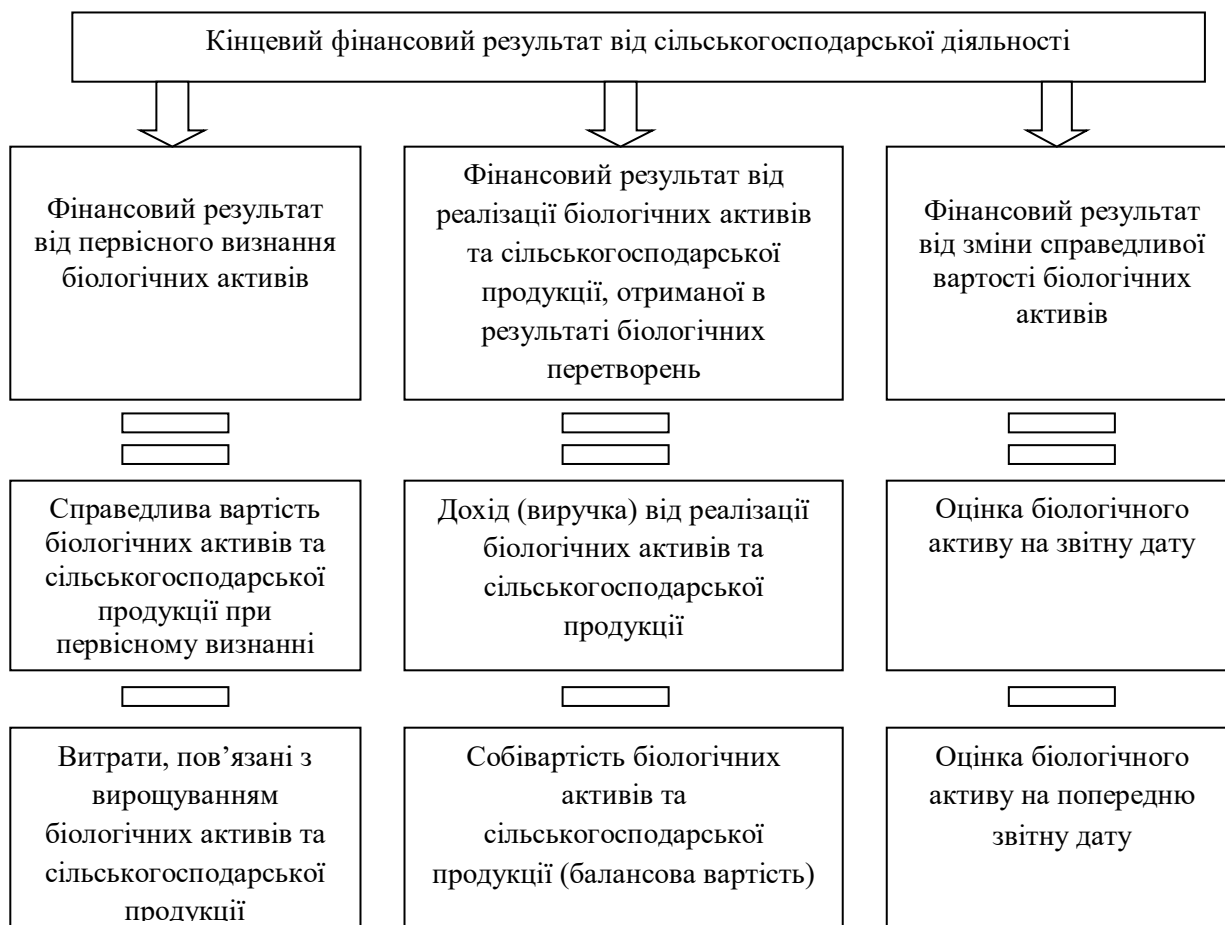 Кінцевий фінансовий результат від сільськогосподарської діяльності
Фінансовий результат
від первісного визнання
біологічних активів
Фінансовий результат від
реалізації біологічних активів
та сільськогосподарської
продукції, отриманої в
результаті біологічних
перетворень
Фінансовий результат
від зміни справедливої
вартості біологічних
активів
Справедлива вартість
біологічних активів та
сільськогосподарської
продукції при
первісному визнанні
Дохід (виручка) від реалізації
біологічних активів та
сільськогосподарської
продукції
Оцінка біологічного
активу на звітну дату
Витрати, пов’язані з
вирощуванням
біологічних активів та
сільськогосподарської
продукції
Собівартість біологічних
активів та
сільськогосподарської
продукції (балансова вартість)
Оцінка біологічного
активу на попередню
звітну дату